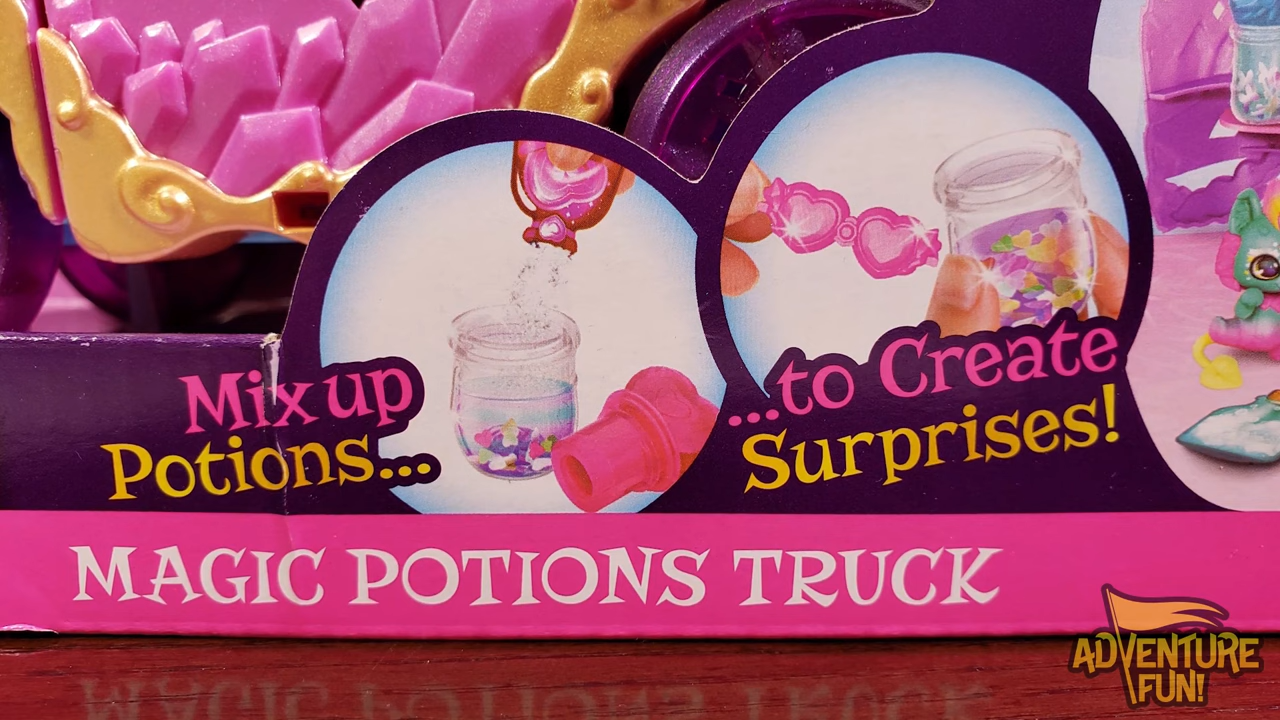 Mix up
Potions...
...to Create
Surprises!
MAGIC POTIONS TRUCK
ADVENTURE
FUN!